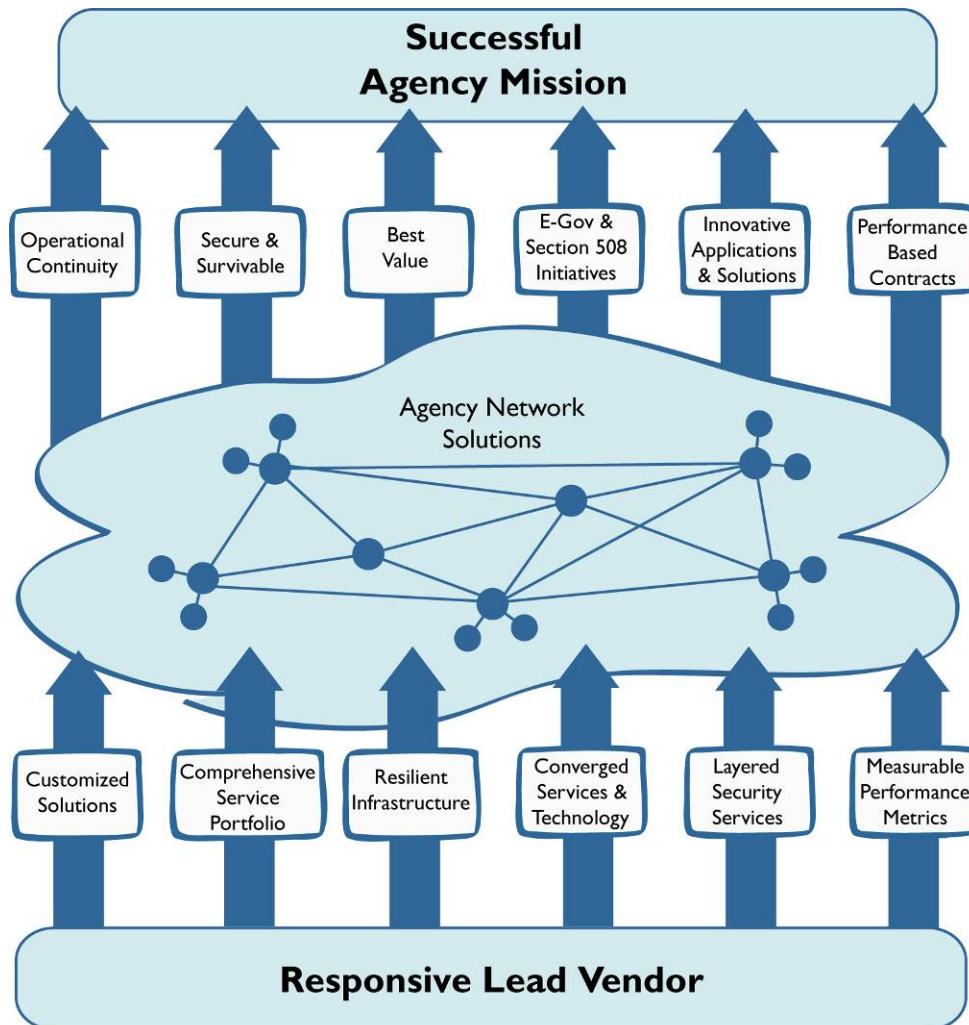 Successful
Agency Mission
Operational
Continuity
Secure &
Survivable
Best
Value
E-Gov &
Section 508
Initiatives
Innovative
Applications
& Solutions
Performance
Based
Contracts
Agency Network
Solutions
Customized
Solutions
Comprehensive
Service
Portfolio
Resilient
Infrastructure
Converged
Services &
Technology
Layered
Security
Services
Measurable
Performance
Metrics
Responsive Lead Vendor